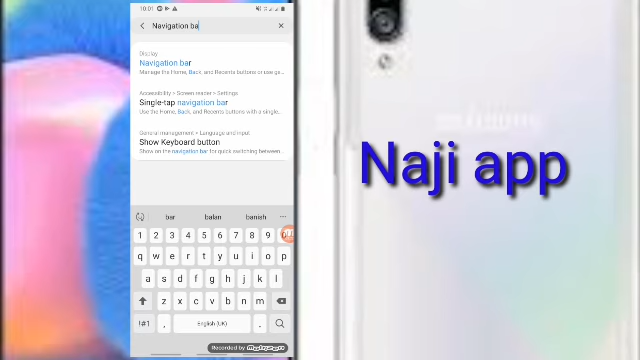 10:01
Navigation ba
Display
Navigation bar
Manage the Home, Back, and Recents buttons or use ge...
Accessibility > Screen reader > Settings
Single-tap navigation bar
Use the Home, Back, and Recents buttons with a single...
General management > Language and input
Show Keyboard button
Show on the navigation bar for quick switching between...
bar balan banish ...
1 2 3 4 5 6 7 8 9
q w e r t y u i o p
a s d f g h j k l
z x c v b n m
!#1 , English (UK) .
Recorded by
Naji app